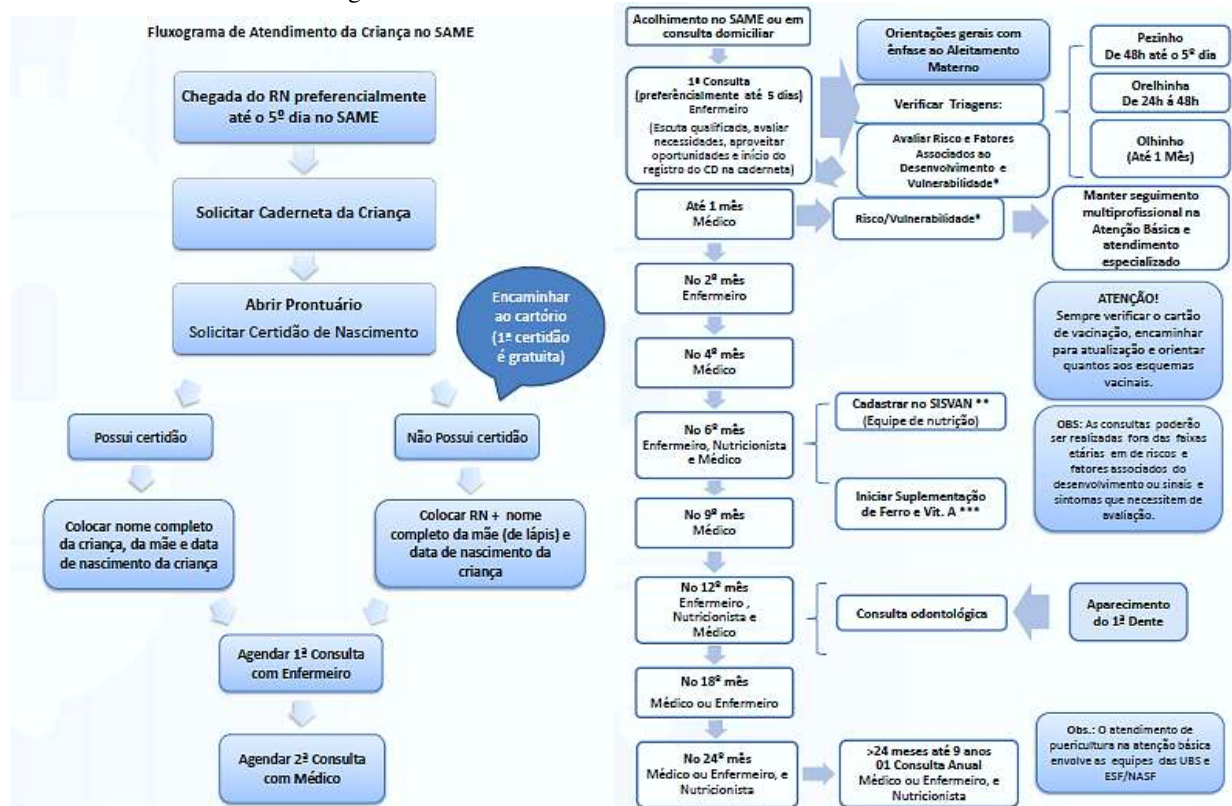 Fluxograma de Atendimento da Criança no SAME
Chegada do RN preferencialmente
até o 5º dia no SAME
Solicitar Caderneta da Criança
Abrir Prontuário
Solicitar Certidão de Nascimento
Encaminhar
ao cartório
(1ª certidão
é gratuita)
Possui certidão
Não Possui certidão
Colocar nome completo
da criança, da mãe e data
de nascimento da criança
Colocar RN + nome
completo da mãe (de lápis) e
data de nascimento da
criança
Agendar 1ª Consulta
com Enfermeiro
Agendar 2ª Consulta
com Médico
Acolhimento no SAME ou em
consulta domiciliar
1ª Consulta
(preferêncialmente até 5 dias)
Enfermeiro
(Escuta qualificada, avaliar
necessidades, aproveitar
oportunidades e início do
registro do CD na caderneta)
Orientações gerais com
ênfase ao Aleitamento
Materno
Verificar Triagens:
Avaliar Risco e Fatores
Associados ao
Desenvolvimento e
Vulnerabilidade*
Pezinho
De 48h até o 5º dia
Orelhinha
De 24h á 48h
Olhinho
(Até 1 Mês)
Até 1 mês
Médico
Risco/Vulnerabilidade*
Manter seguimento
multiprofissional na
Atenção Básica e
atendimento
especializado
No 2º mês
Enfermeiro
ATENÇÃO!
Sempre verificar o cartão
de vacinação, encaminhar
para atualização e orientar
quantos aos esquemas
vacinais.
No 4º mês
Médico
No 6º mês
Enfermeiro, Nutricionista
e Médico
Cadastrar no SISVAN **
(Equipe de nutrição)
Iniciar Suplementação
de Ferro e Vit. A ***
OBS: As consultas poderão
ser realizadas fora das faixas
etárias em de riscos e
fatores associados do
desenvolvimento ou sinais e
sintomas que necessitem de
avaliação.
No 9º mês
Médico
No 12º mês
Enfermeiro ,
Nutricionista e
Médico
Consulta odontológica
Aparecimento
do 1º Dente
No 18º mês
Médico ou Enfermeiro
No 24º mês
Médico ou Enfermeiro, e
Nutricionista
>24 meses até 9 anos
01 Consulta Anual
Médico ou Enfermeiro, e
Nutricionista
Obs.: O atendimento de
puericultura na atenção básica
envolve as equipes das UBS e
ESF/NASF